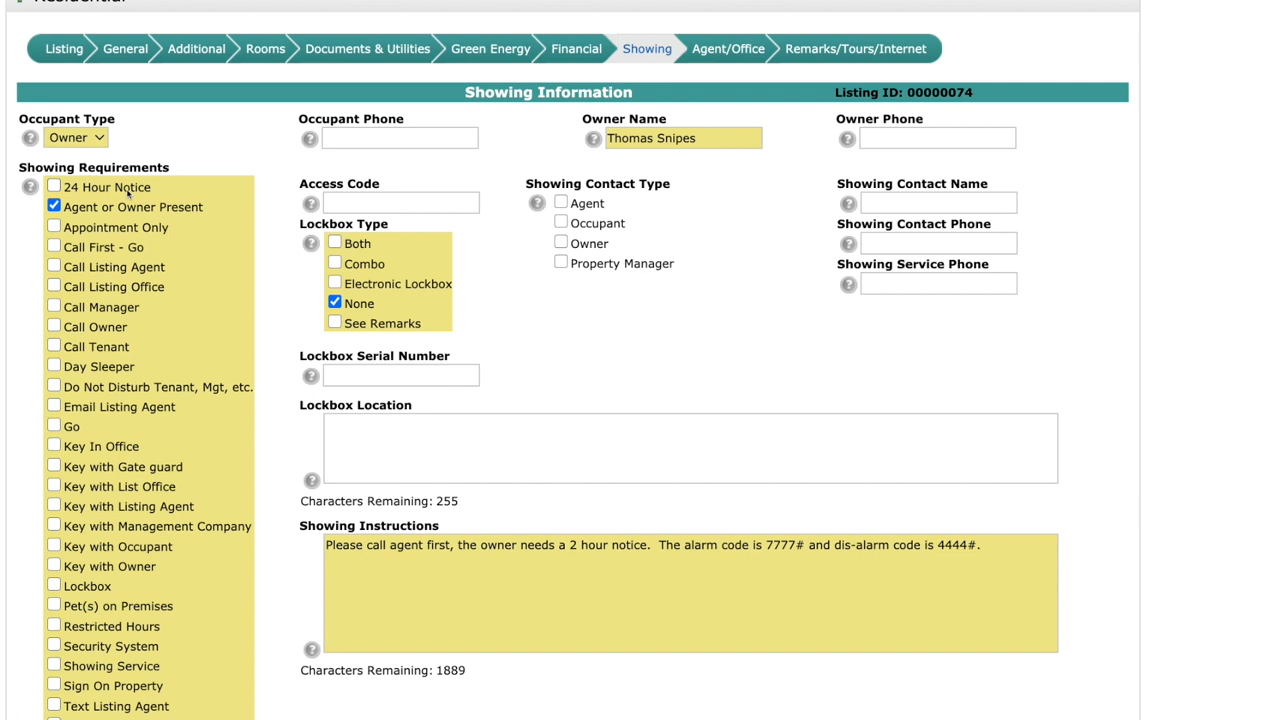 Residential
Listing
General
Additional
Rooms
Documents & Utilities
Green Energy
Financial
Showing
Agent/Office
Remarks/Tours/Internet
Showing Information
Listing ID: 00000074
Occupant Type
Owner
Occupant Phone
Owner Name
Thomas Snipes
Owner Phone
Showing Requirements
24 Hour Notice
Agent or Owner Present
Appointment Only
Call First - Go
Call Listing Agent
Call Listing Office
Call Manager
Call Owner
Call Tenant
Day Sleeper
Do Not Disturb Tenant, Mgt, etc.
Email Listing Agent
Go
Key In Office
Key with Gate guard
Key with List Office
Key with Listing Agent
Key with Management Company
Key with Occupant
Key with Owner
Lockbox
Pet(s) on Premises
Restricted Hours
Security System
Showing Service
Sign On Property
Text Listing Agent
Access Code
Lockbox Type
Both
Combo
Electronic Lockbox
None
See Remarks
Showing Contact Type
Agent
Occupant
Owner
Property Manager
Showing Contact Name
Showing Contact Phone
Showing Service Phone
Lockbox Serial Number
Lockbox Location
Characters Remaining: 255
Showing Instructions
Please call agent first, the owner needs a 2 hour notice.  The alarm code is 7777# and dis-alarm code is 4444#.
Characters Remaining: 1889